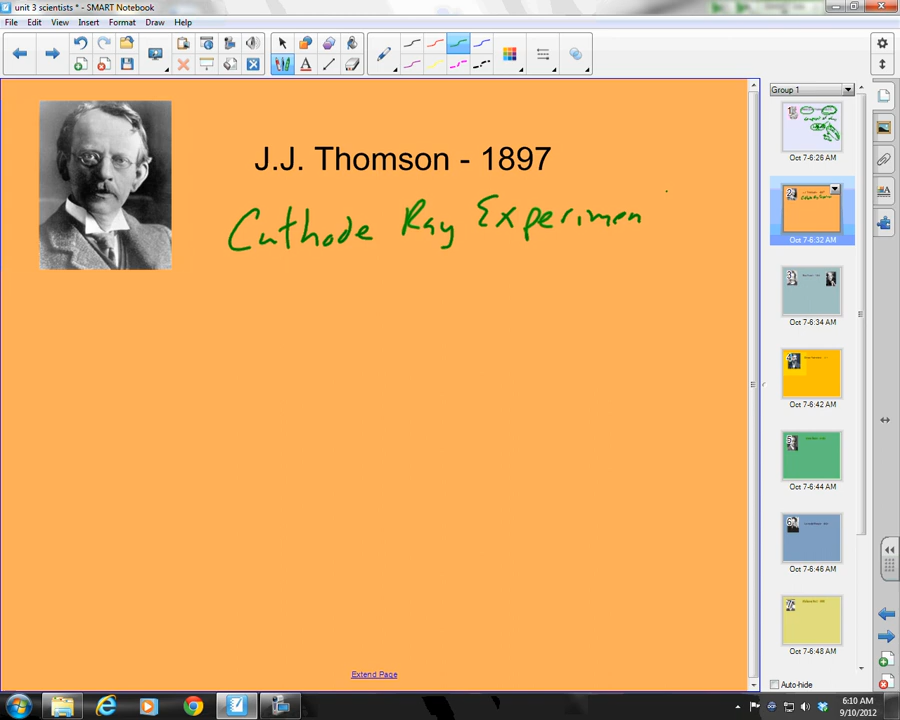 unit 3 scientists * - SMART Notebook
File Edit View Insert Format Draw Help
Group 1
J.J. Thomson - 1897
Cathode Ray Experimen
Oct 7-6:26 AM
Oct 7-6:32 AM
Oct 7-6:34 AM
Oct 7-6:42 AM
Oct 7-6:44 AM
Oct 7-6:46 AM
Oct 7-6:48 AM
Extend Page
Auto-hide
6:10 AM
9/10/2012